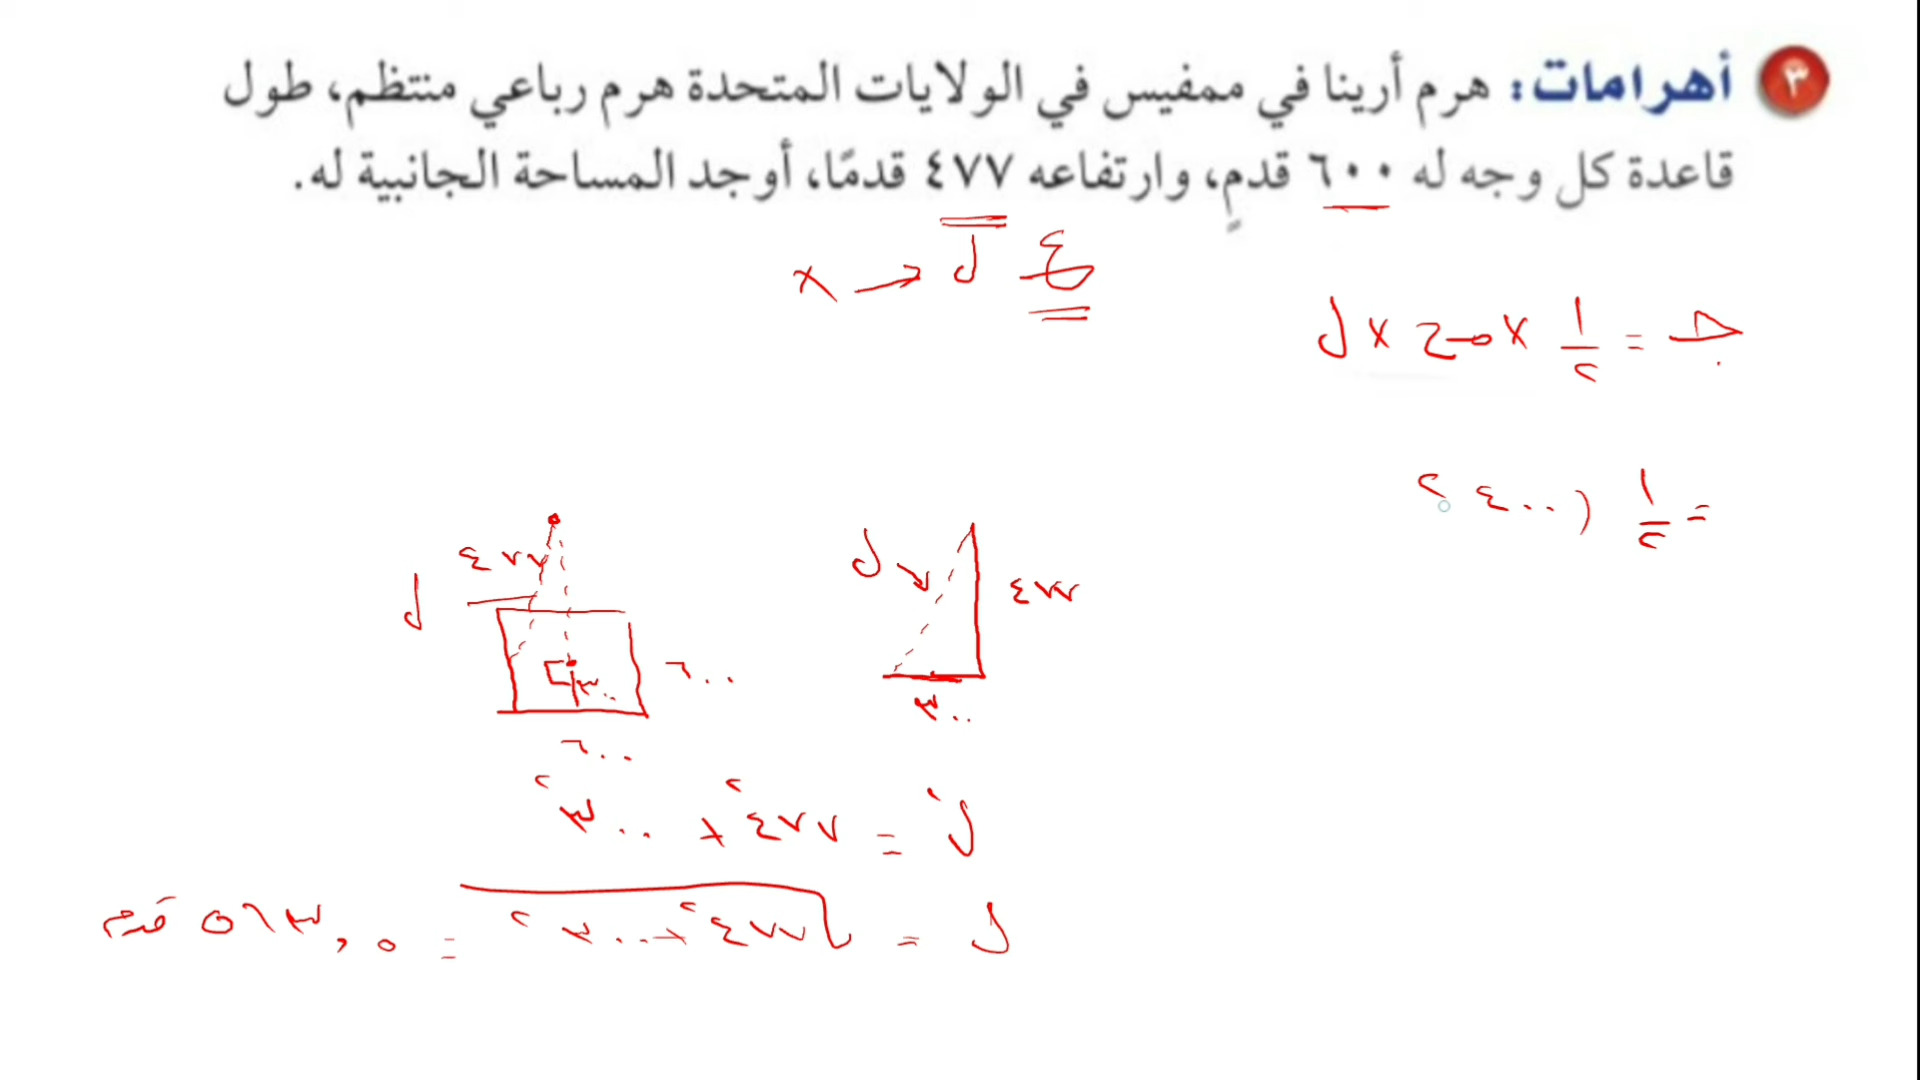 ٣ أهرامات: هرم أرينا في ممفيس في الولايات المتحدة هرم رباعي منتظم، طول
قاعدة كل وجه له ٦٠٠ قدمٍ، وارتفاعه ٤٧٧ قدمًا، أوجد المساحة الجانبية له.
ع ل → x
جـ = ١/٢ × مح × ل
= ١/٢ (٤٠٠
ل ٤٧٧ ٣٠٠ ٦٠٠ ٦٠٠
ل ٤٧٧ ٣٠٠
ل٢ = ٤٧٧٢ + ٣٠٠٢
ل = √٤٧٧٢ + ٣٠٠٢ = ٥٦٣,٥ قدم